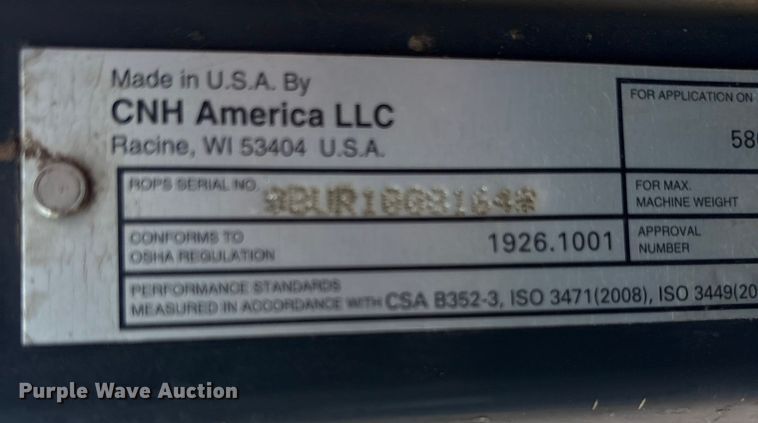 Made in U.S.A. By
CNH America LLC
Racine, WI 53404 U.S.A.
ROPS SERIAL NO.
CONFORMS TO
OSHA REGULATION
1926.1001
PERFORMANCE STANDARDS
MEASURED IN ACCORDANCE WITH CSA B352-3, ISO 3471(2008), ISO 3449(20
FOR APPLICATION ON
58
FOR MAX.
MACHINE WEIGHT
APPROVAL
NUMBER
Purple Wave Auction